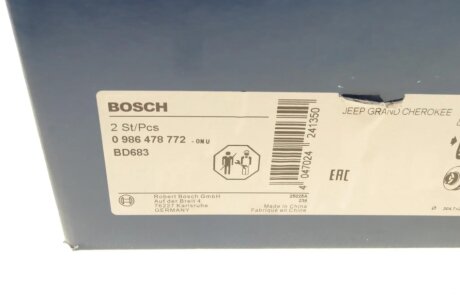 BOSCH
2 St/Pcs
0 986 478 772 - 0N U
BD683
4 047024 241350
JEEP GRAND CHEROKEE
EAC
Robert Bosch GmbH
Auf der Breit 4
76227 Karlsruhe
GERMANY
Made in China
Fabriqué en Chine